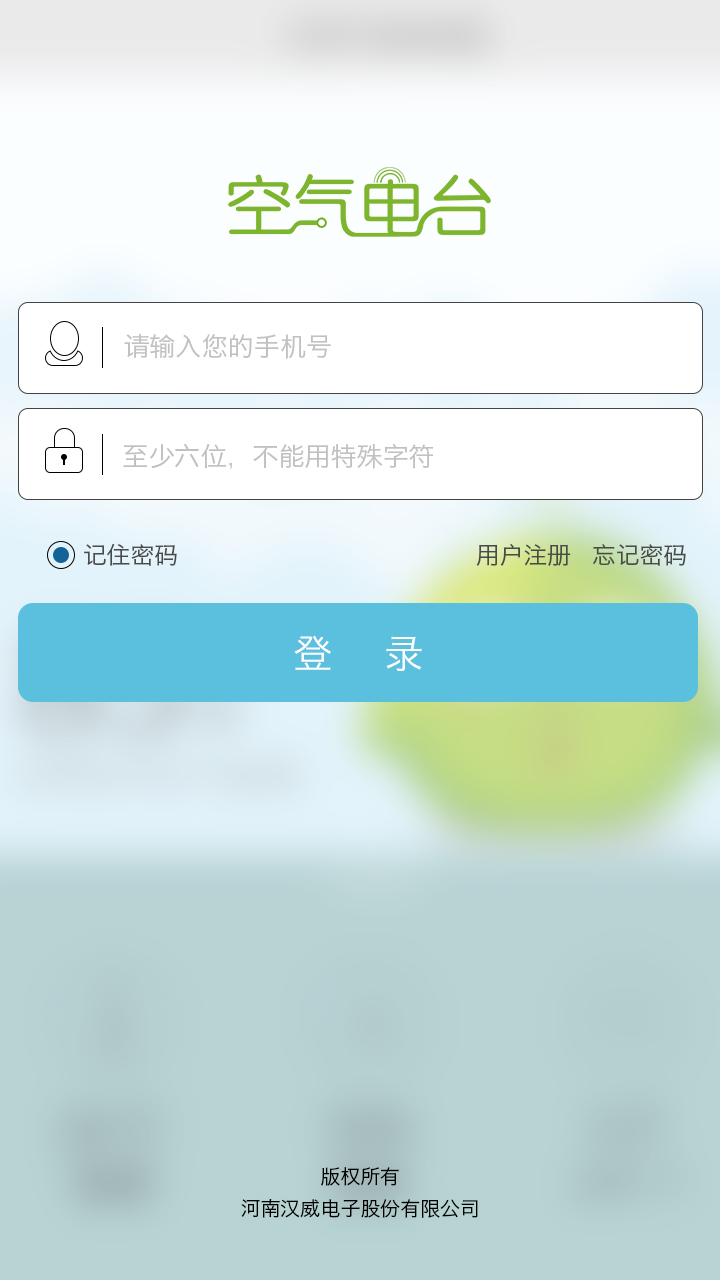 空气电台
请输入您的手机号
至少六位，不能用特殊字符
记住密码 用户注册 忘记密码
登 录
版权所有
河南汉威电子股份有限公司